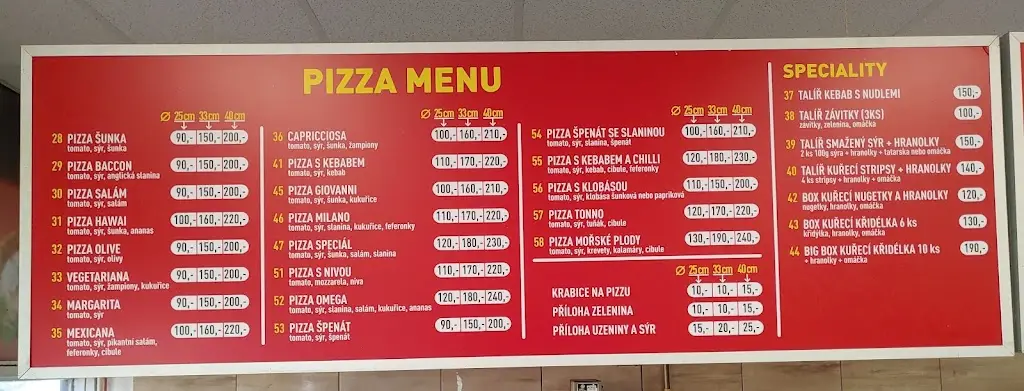 PIZZA MENU
Ø 25cm 33cm 40cm
28 PIZZA ŠUNKA 90,- 150,- 200,-
tomato, sýr, šunka
29 PIZZA BACCON 90,- 150,- 200,-
tomato, sýr, anglická slanina
30 PIZZA SALÁM 90,- 150,- 200,-
tomato, sýr, salám
31 PIZZA HAWAI 100,- 160,- 220,-
tomato, sýr, šunka, ananas
32 PIZZA OLIVE 90,- 150,- 200,-
tomato, sýr, olivy
33 VEGETARIANA 90,- 150,- 200,-
tomato, sýr, žampiony, kukuřice
34 MARGARITA 90,- 150,- 200,-
tomato, sýr
35 MEXICANA 100,- 160,- 220,-
tomato, sýr, pikantní salám,
feferonky, cibule
Ø 25cm 33cm 40cm
36 CAPRICCIOSA 100,- 160,- 210,-
tomato, sýr, šunka, žampiony
41 PIZZA S KEBABEM 110,- 170,- 220,-
tomato, sýr, kebab
45 PIZZA GIOVANNI 100,- 160,- 210,-
tomato, sýr, šunka, kukuřice
46 PIZZA MILANO 110,- 170,- 220,-
tomato, sýr, slanina, kukuřice, feferonky
47 PIZZA SPECIÁL 120,- 180,- 230,-
tomato, sýr, šunka, salám, slanina
51 PIZZA S NIVOU 110,- 170,- 220,-
tomato, mozzarela, niva
52 PIZZA OMEGA 120,- 180,- 240,-
tomato, sýr, slanina, salám, kukuřice, ananas
53 PIZZA ŠPENÁT 90,- 150,- 200,-
tomato, sýr, špenát
Ø 25cm 33cm 40cm
54 PIZZA ŠPENÁT SE SLANINOU 100,- 160,- 210,-
tomato, sýr, slanina, špenát
55 PIZZA S KEBABEM A CHILLI 120,- 180,- 230,-
tomato, sýr, kebab, cibule, feferonky
56 PIZZA S KLOBÁSOU 110,- 150,- 200,-
tomato, sýr, klobása šunková nebo papriková
57 PIZZA TONNO 120,- 170,- 220,-
tomato, sýr, tuňák, cibule
58 PIZZA MOŘSKÉ PLODY 130,- 190,- 240,-
tomato, sýr, krevety, kalamáry, cibule
Ø 25cm 33cm 40cm
KRABICE NA PIZZU 10,- 10,- 15,-
PŘÍLOHA ZELENINA 10,- 10,- 15,-
PŘÍLOHA UZENINY A SÝR 15,- 20,- 25,-
SPECIALITY
37 TALÍŘ KEBAB S NUDLEMI 150,-
38 TALÍŘ ZÁVITKY (3KS) 100,-
závitky, zelenina, omáčka
39 TALÍŘ SMAŽENÝ SÝR + HRANOLKY 150,-
2 ks 100g sýru + hranolky + tatarska nebo omáčka
40 TALÍŘ KUŘECÍ STRIPSY + HRANOLKY 140,-
4 ks stripsy + hranolky + omáčka
42 BOX KUŘECÍ NUGETKY A HRANOLKY 120,-
nugetky, hranolky, omáčka
43 BOX KUŘECÍ KŘIDÉLKA 6 ks 130,-
křidýlka, hranolky, omáčka
44 BIG BOX KUŘECÍ KŘIDÉLKA 10 ks 190,-
+ hranolky + omáčka